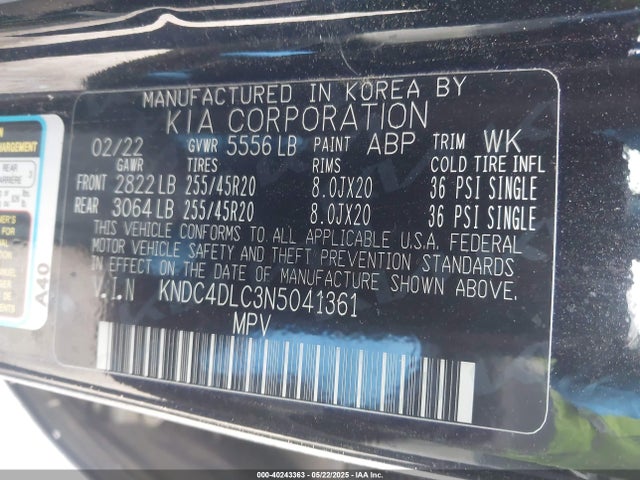 MANUFACTURED IN KOREA BY
KIA CORPORATION
02/22 GVWR 5556 LB PAINT ABP TRIM WK
GAWR TIRES RIMS COLD TIRE INFL
FRONT 2822 LB 255/45R20 8.0JX20 36 PSI SINGLE
REAR 3064 LB 255/45R20 8.0JX20 36 PSI SINGLE
THIS VEHICLE CONFORMS TO ALL APPLICABLE U.S.A. FEDERAL
MOTOR VEHICLE SAFETY AND THEFT PREVENTION STANDARDS
IN EFFECT ON THE DATE OF MANUFACTURE SHOWN ABOVE.
V.I.N KNDC4DLC3N5041361
MPV
A40
REAR
000-40243363 - 05/22/2025 - IAAI.COM